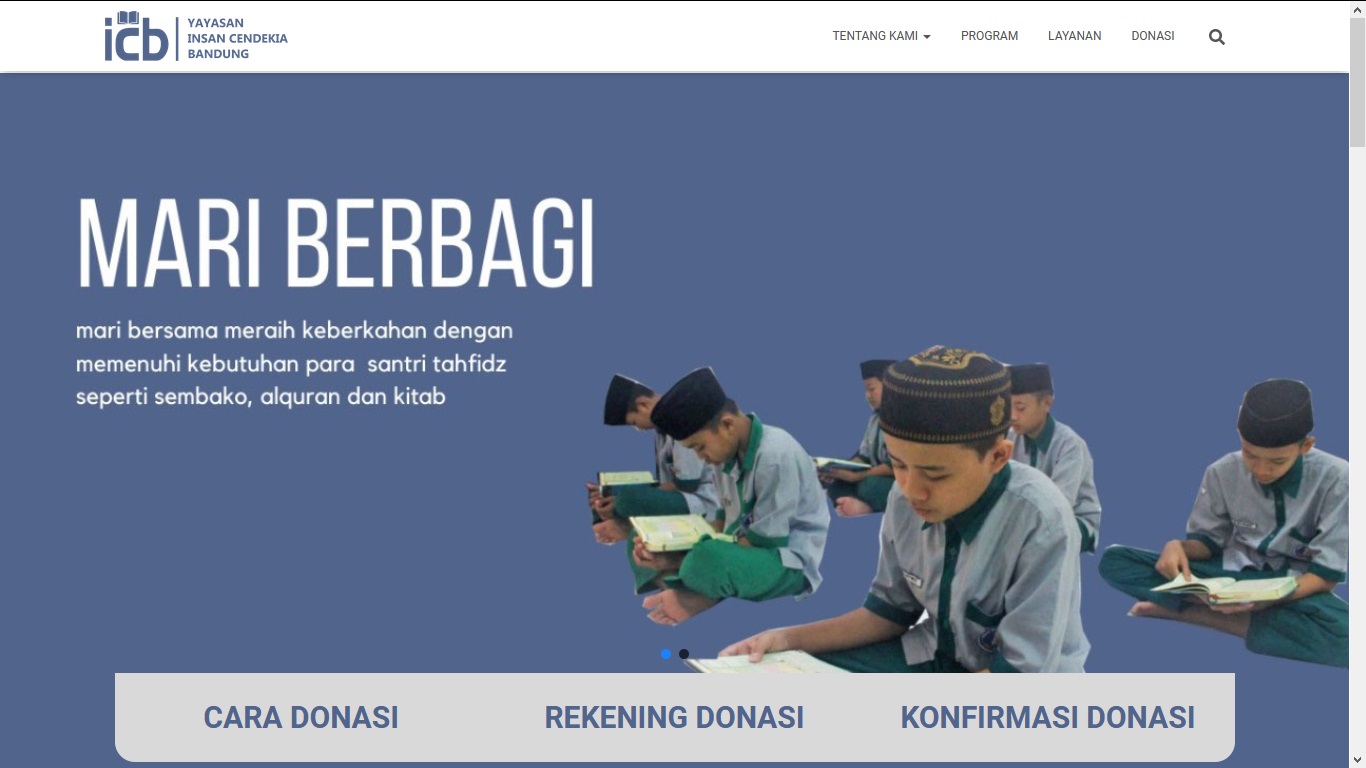 icb
YAYASAN
INSAN CENDEKIA
BANDUNG
TENTANG KAMI
PROGRAM
LAYANAN
DONASI
MARI BERBAGI
mari bersama meraih keberkahan dengan
memenuhi kebutuhan para santri tahfidz
seperti sembako, alquran dan kitab
CARA DONASI
REKENING DONASI
KONFIRMASI DONASI